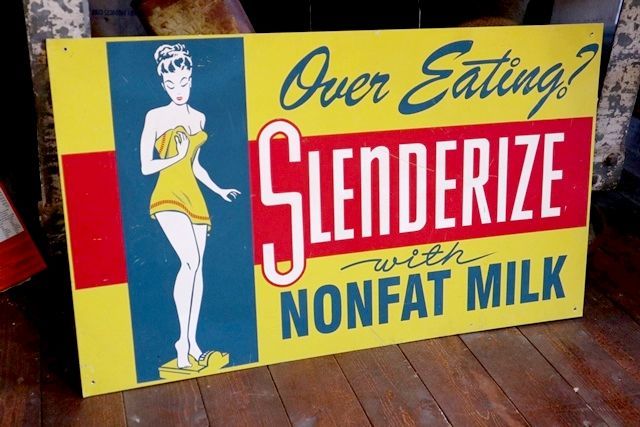 Over Eating?
SLENDERIZE
with
NONFAT MILK